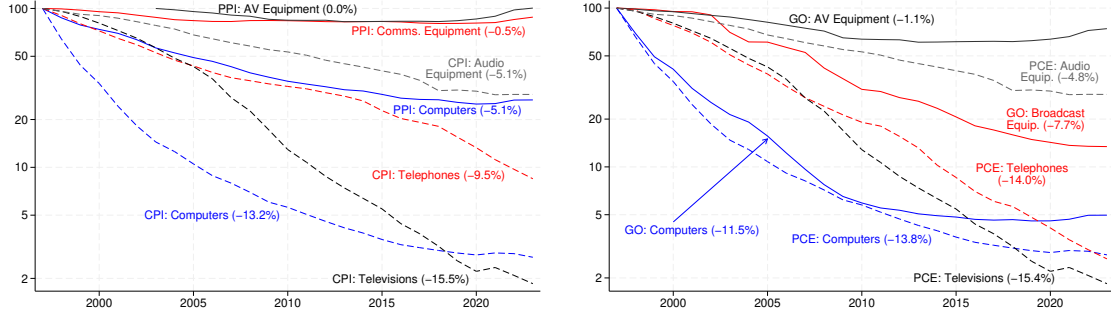 100
50
20
10
5
2
2000
2005
2010
2015
2020
PPI: AV Equipment (0.0%)
PPI: Comms. Equipment (−0.5%)
CPI: Audio
Equipment (−5.1%)
PPI: Computers (−5.1%)
CPI: Telephones (−9.5%)
CPI: Computers (−13.2%)
CPI: Televisions (−15.5%)
100
50
20
10
5
2
2000
2005
2010
2015
2020
GO: AV Equipment (−1.1%)
PCE: Audio
Equip. (−4.8%)
GO: Broadcast
Equip. (−7.7%)
PCE: Telephones
(−14.0%)
GO: Computers (−11.5%)
PCE: Computers (−13.8%)
PCE: Televisions (−15.4%)